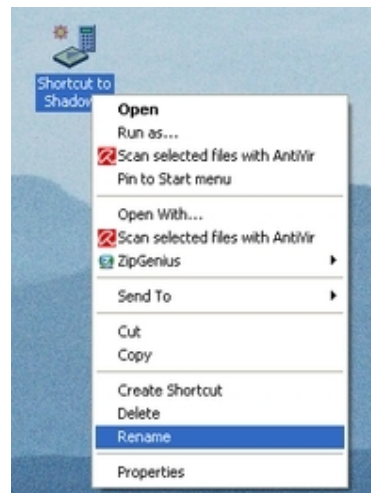 Shortcut to
Shadow
Open
Run as...
Scan selected files with AntiVir
Pin to Start menu
Open With...
Scan selected files with AntiVir
ZipGenius
Send To
Cut
Copy
Create Shortcut
Delete
Rename
Properties